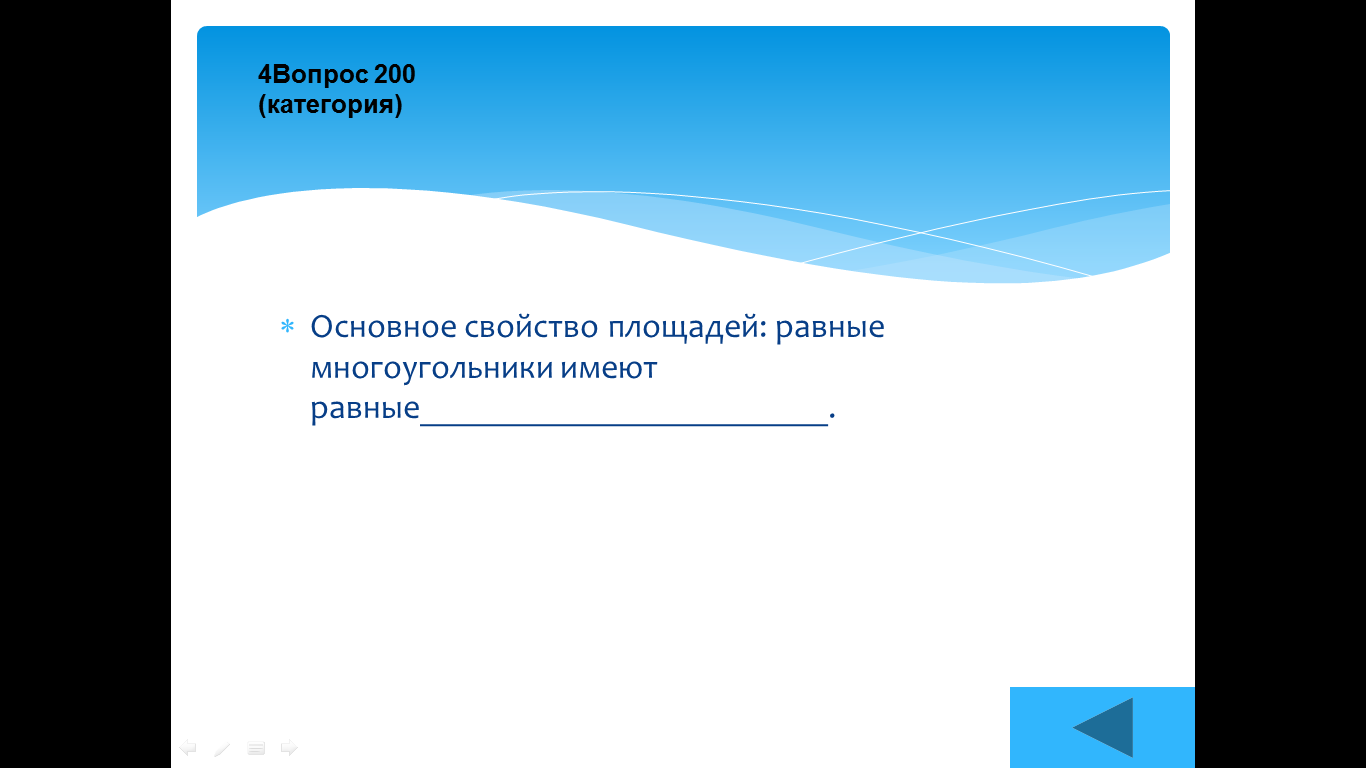 4Вопрос 200
(категория)
Основное свойство площадей: равные
многоугольники имеют
равные________________________.